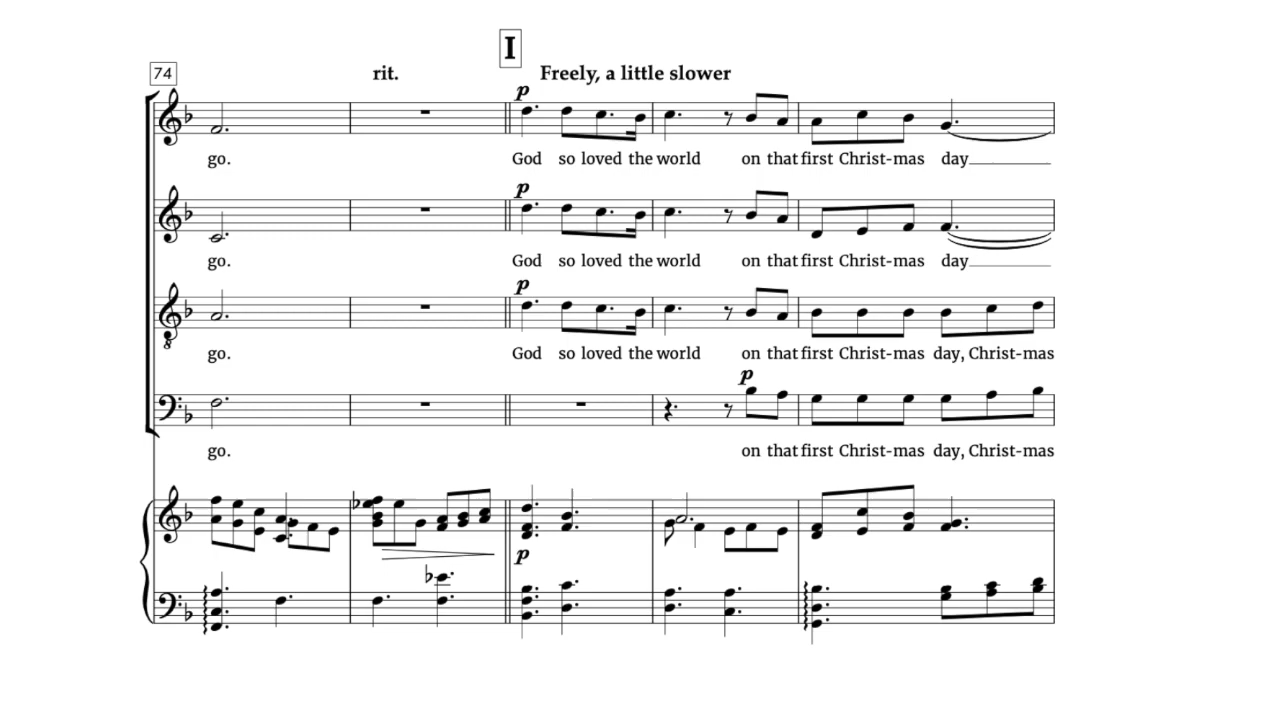 I
74
rit.
Freely, a little slower
p
go.
God so loved the world on that first Christ-mas day
p
go.
God so loved the world on that first Christ-mas day
p
8
go.
God so loved the world on that first Christ-mas day, Christ-mas
p
go.
on that first Christ-mas day, Christ-mas
p